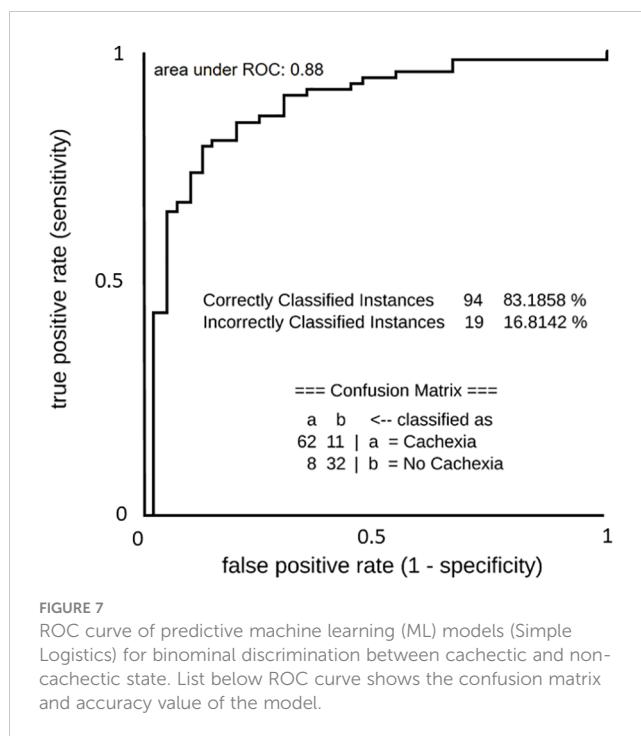 1
area under ROC: 0.88
true positive rate (sensitivity)
0.5
Correctly Classified Instances 94 83.1858 %
Incorrectly Classified Instances 19 16.8142 %
=== Confusion Matrix ===
a b <-- classified as
62 11 | a = Cachexia
8 32 | b = No Cachexia
0
0 0.5 1
false positive rate (1 - specificity)
FIGURE 7
ROC curve of predictive machine learning (ML) models (Simple
Logistics) for binominal discrimination between cachectic and non-
cachectic state. List below ROC curve shows the confusion matrix
and accuracy value of the model.